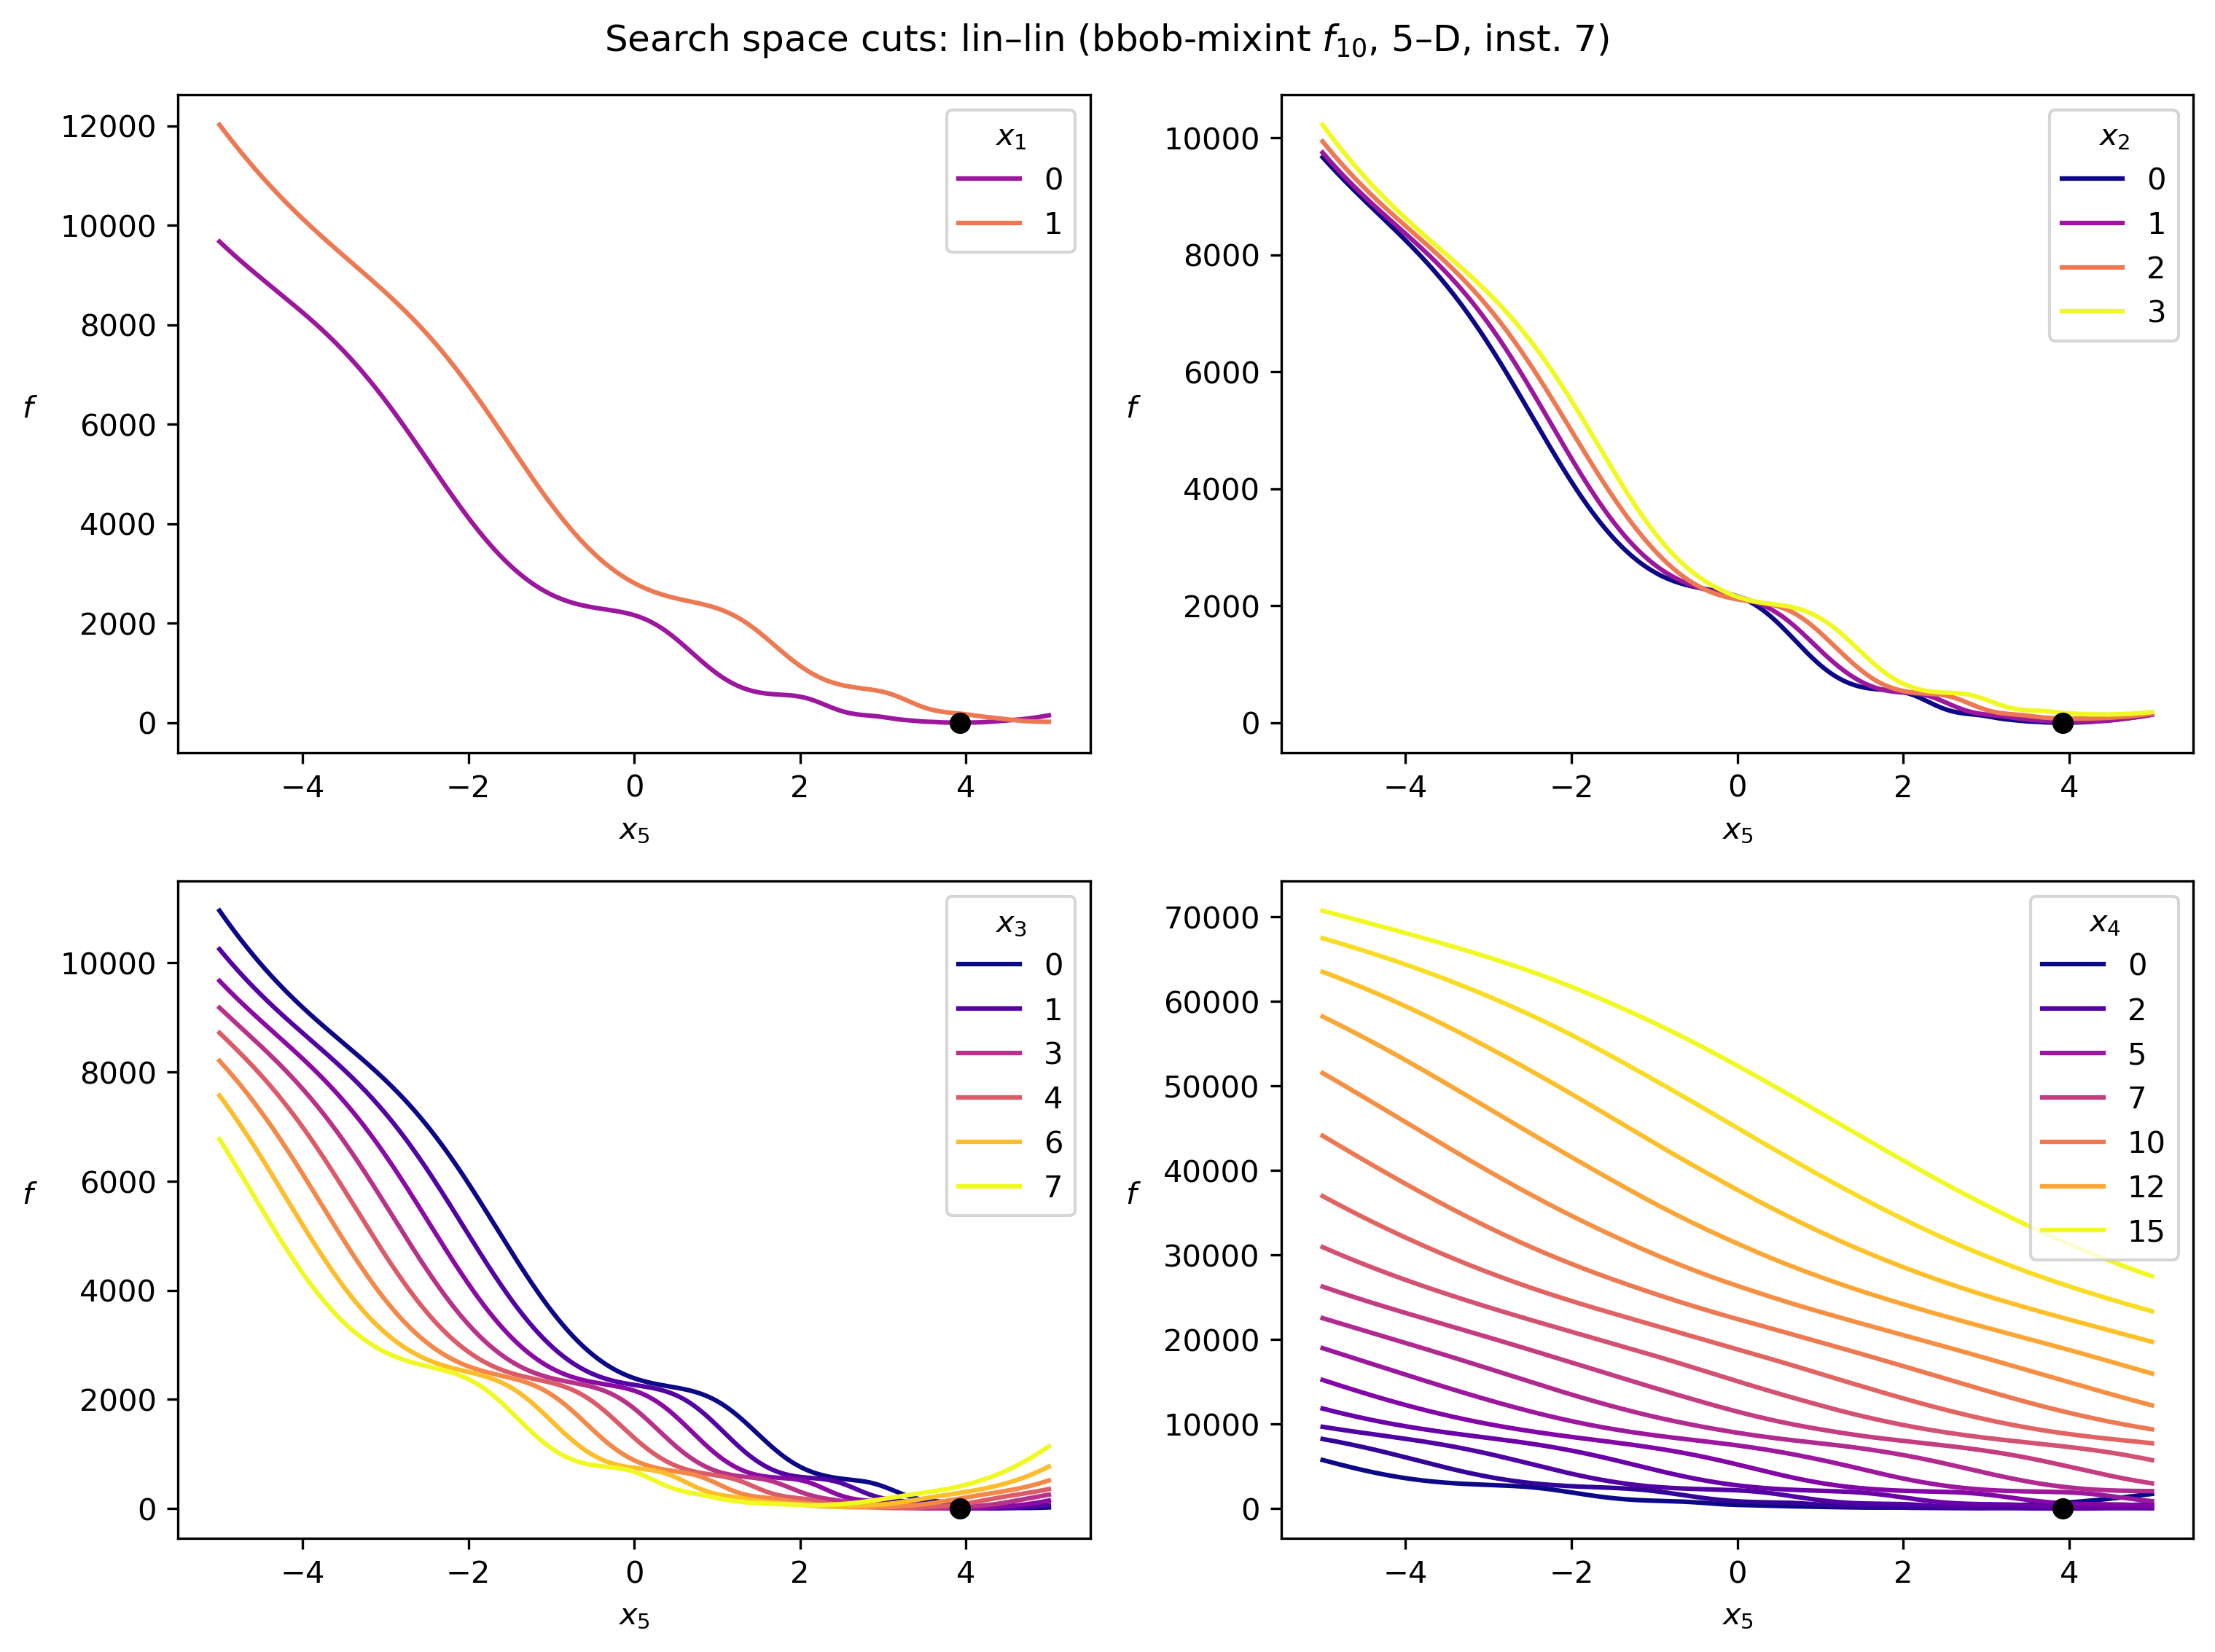 Search space cuts: lin–lin (bbob-mixint f10, 5–D, inst. 7)
12000
10000
8000
6000
4000
2000
0
f
−4 −2 0 2 4
x5
x1
0
1
10000
8000
6000
4000
2000
0
f
−4 −2 0 2 4
x5
x2
0
1
2
3
10000
8000
6000
4000
2000
0
f
−4 −2 0 2 4
x5
x3
0
1
3
4
6
7
70000
60000
50000
40000
30000
20000
10000
0
f
−4 −2 0 2 4
x5
x4
0
2
5
7
10
12
15